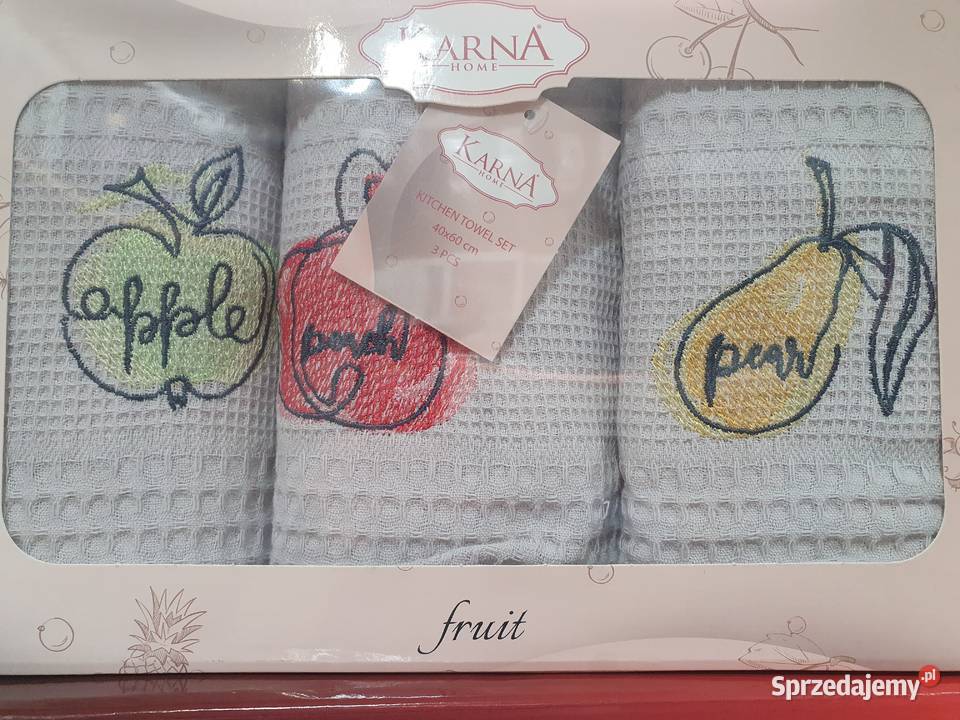 KARNA
HOME
KARNA
HOME
KITCHEN TOWEL SET
40x60 cm
3 PCS
apple
peach
pear
fruit
Sprzedajemy.pl